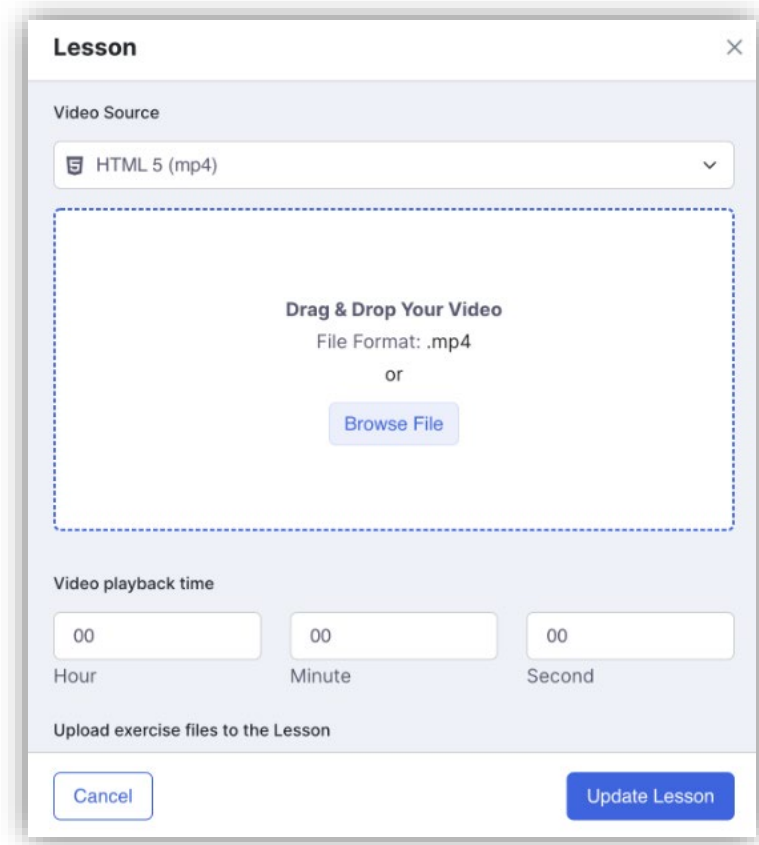 Lesson
Video Source
HTML 5 (mp4)
Drag & Drop Your Video
File Format: .mp4
or
Browse File
Video playback time
00 00 00
Hour Minute Second
Upload exercise files to the Lesson
Cancel Update Lesson